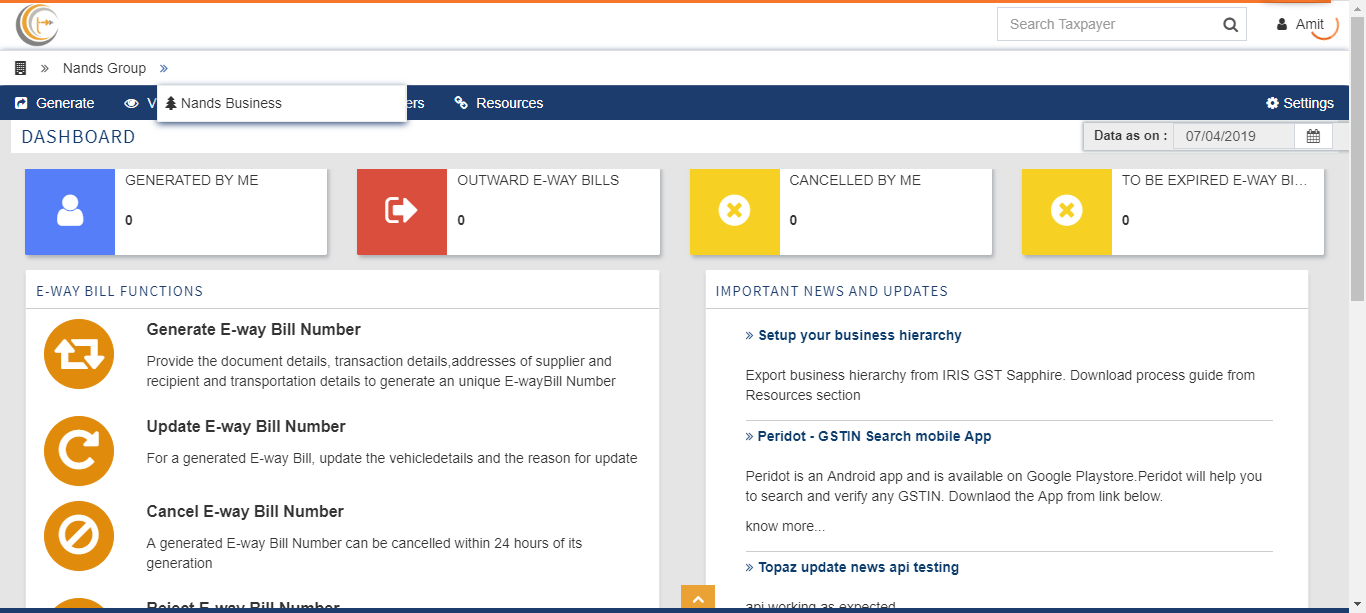 Search Taxpayer
Amit
» Nands Group »
Generate
V
Nands Business
ers
Resources
Settings
DASHBOARD
Data as on :
07/04/2019
GENERATED BY ME
0
OUTWARD E-WAY BILLS
0
CANCELLED BY ME
0
TO BE EXPIRED E-WAY BI...
0
E-WAY BILL FUNCTIONS
Generate E-way Bill Number
Provide the document details, transaction details,addresses of supplier and
recipient and transportation details to generate an unique E-wayBill Number
Update E-way Bill Number
For a generated E-way Bill, update the vehicledetails and the reason for update
Cancel E-way Bill Number
A generated E-way Bill Number can be cancelled within 24 hours of its
generation
Reject E-way Bill Number
IMPORTANT NEWS AND UPDATES
» Setup your business hierarchy
Export business hierarchy from IRIS GST Sapphire. Download process guide from
Resources section
» Peridot - GSTIN Search mobile App
Peridot is an Android app and is available on Google Playstore.Peridot will help you
to search and verify any GSTIN. Downlaod the App from link below.
know more...
» Topaz update news api testing
api working as expected